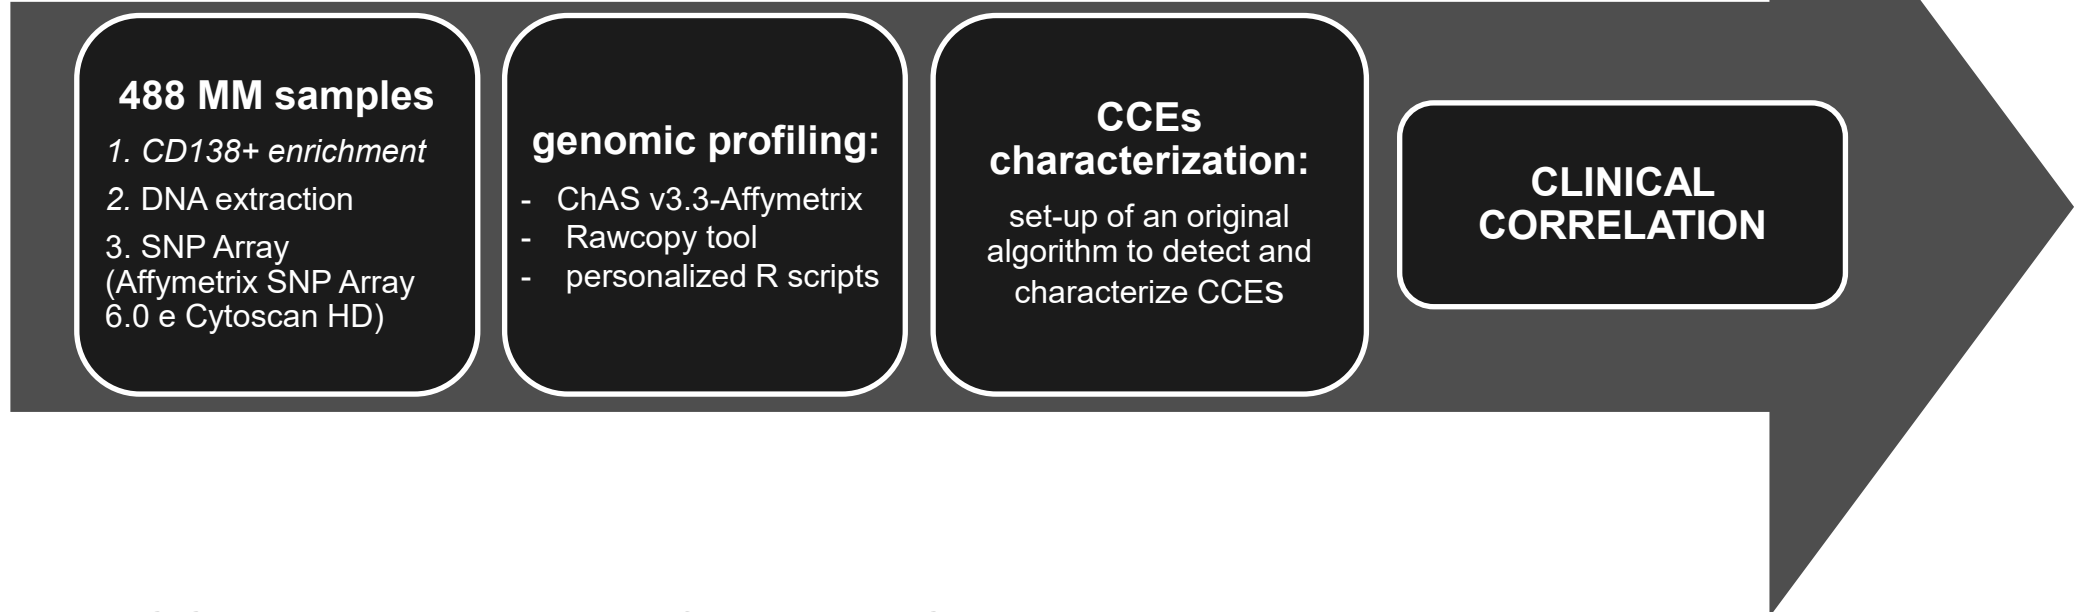 488 MM samples
1. CD138+ enrichment
2. DNA extraction
3. SNP Array
(Affymetrix SNP Array
6.0 e Cytoscan HD)
genomic profiling:
- ChAS v3.3-Affymetrix
- Rawcopy tool
- personalized R scripts
CCEs
characterization:
set-up of an original
algorithm to detect and
characterize CCEs
CLINICAL
CORRELATION